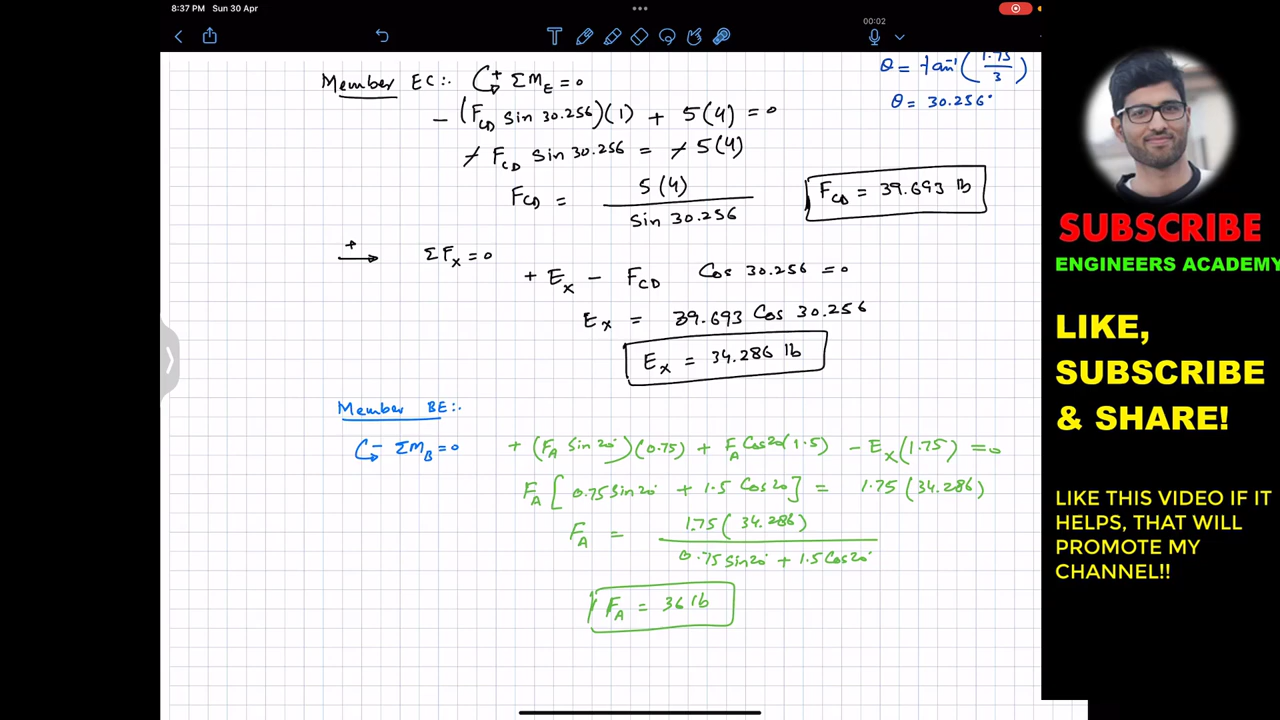 8:37 PM Sun 30 Apr
00:02
θ = tan⁻¹ (1.75/3)
θ = 30.256°
Member EC:- + ΣM_E = 0
- (F_CD Sin 30.256)(1) + 5(4) = 0
- F_CD Sin 30.256 = - 5(4)
F_CD = 5(4) / Sin 30.256
F_CD = 39.693 lb
+ → ΣF_x = 0
+ E_x - F_CD Cos 30.256 = 0
E_x = 39.693 Cos 30.256
E_x = 34.286 lb
Member BE:-
ΣM_B = 0 + (F_A Sin 20°)(0.75) + F_A Cos 20(1.5) - E_x(1.75) = 0
F_A [0.75 Sin 20° + 1.5 Cos 20] = 1.75 (34.286)
F_A = 1.75 (34.286) / 0.75 Sin 20° + 1.5 Cos 20°
F_A = 36 lb
SUBSCRIBE
ENGINEERS ACADEMY
LIKE,
SUBSCRIBE
& SHARE!
LIKE THIS VIDEO IF IT
HELPS, THAT WILL
PROMOTE MY
CHANNEL!!